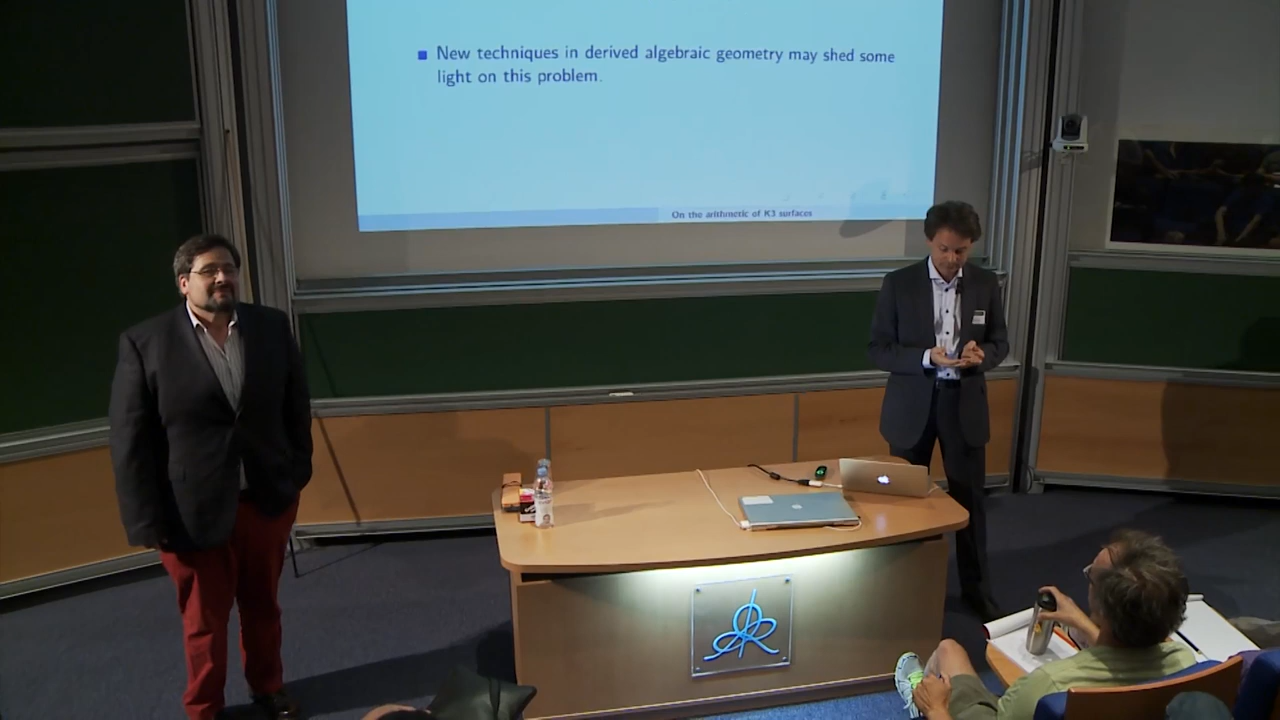 New techniques in derived algebraic geometry may shed some
light on this problem.
On the arithmetic of K3 surfaces